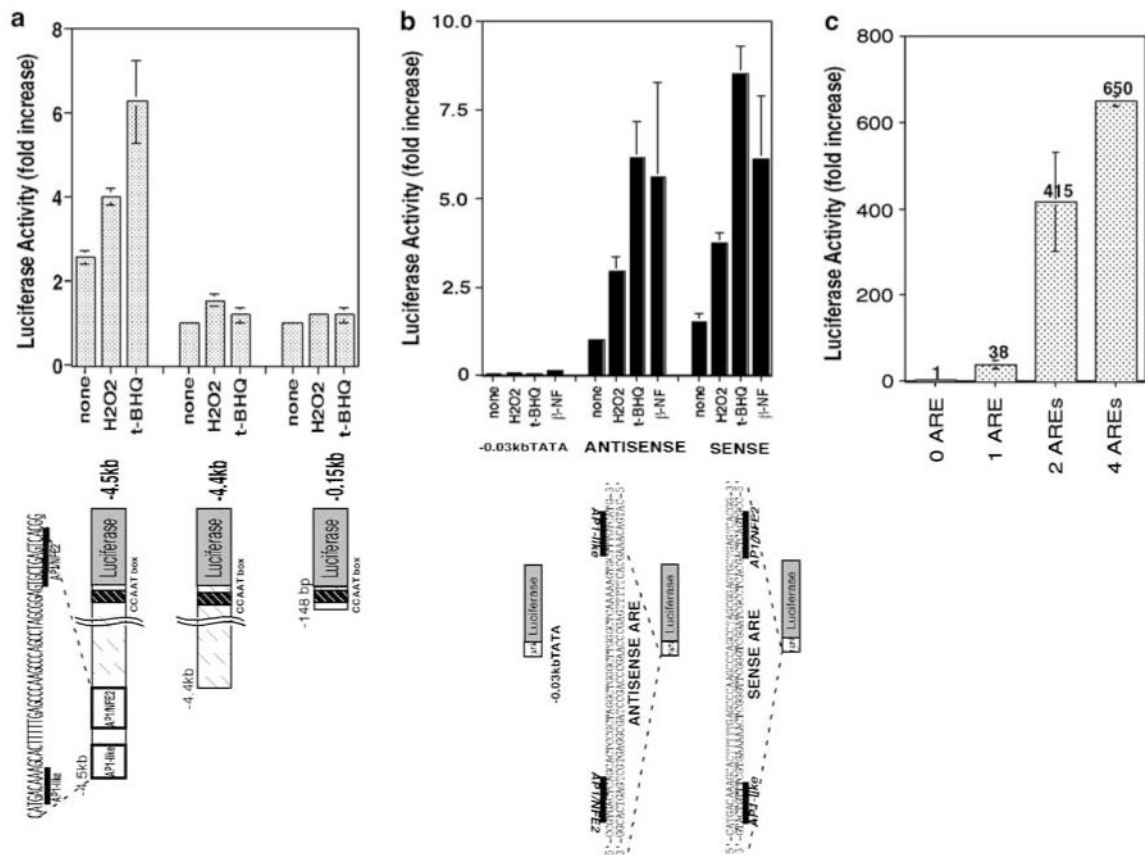 a
Luciferase Activity (fold increase)
8
6
4
2
0
none
H2O2
t-BHQ
none
H2O2
t-BHQ
none
H2O2
t-BHQ
-4.5kb
-4.4kb
-0.15kb
Luciferase
CCAAT box
AP1/NFE2
AP1-like
-4.5kb
AP1/NFE2
AP1-like
Luciferase
CCAAT box
-4.4kb
Luciferase
CCAAT box
-148 bp
b
Luciferase Activity (fold increase)
10.0
7.5
5.0
2.5
0
none
H2O2
t-BHQ
β-NF
none
H2O2
t-BHQ
β-NF
none
H2O2
t-BHQ
β-NF
-0.03kbTATA
ANTISENSE
SENSE
Luciferase
-0.03kbTATA
AP1-like
AP1/NFE2
ANTISENSE ARE
Luciferase
AP1/NFE2
AP1-like
SENSE ARE
Luciferase
c
Luciferase Activity (fold increase)
800
600
400
200
0
1
38
415
650
0 ARE
1 ARE
2 AREs
4 AREs